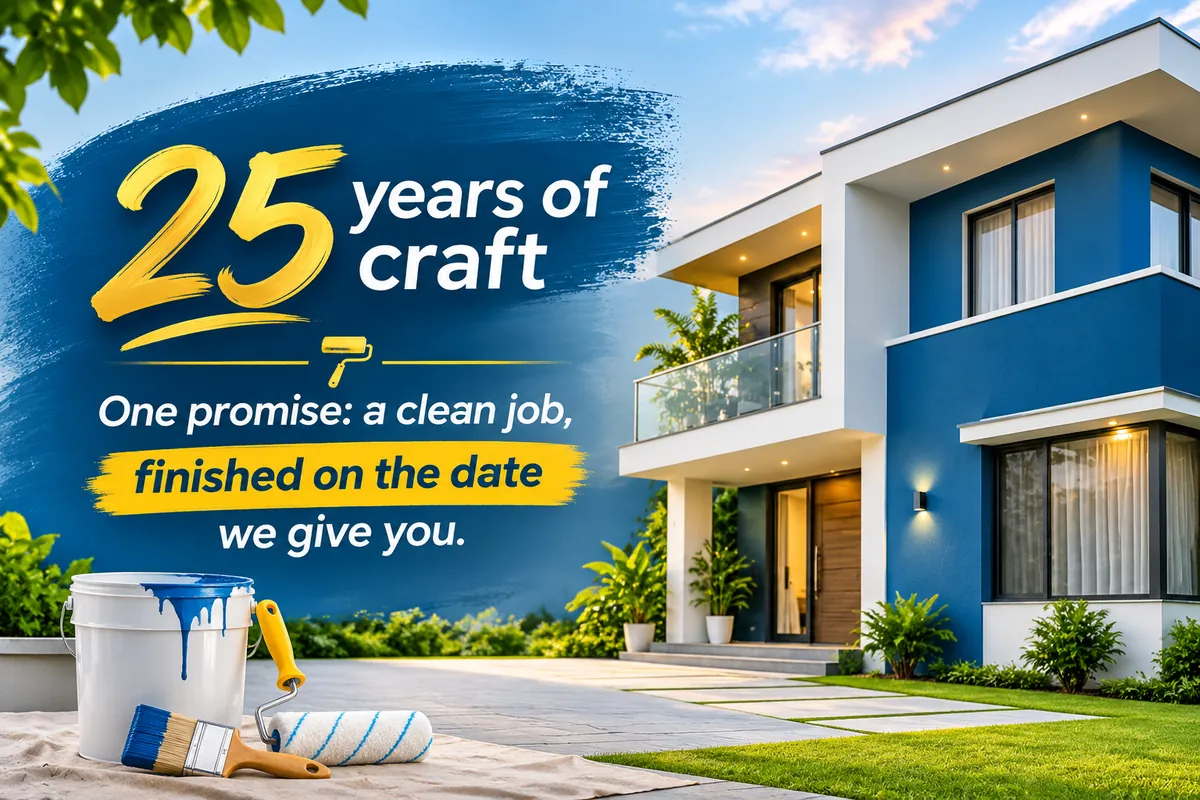 25 years of
craft
One promise: a clean job,
finished on the date
we give you.